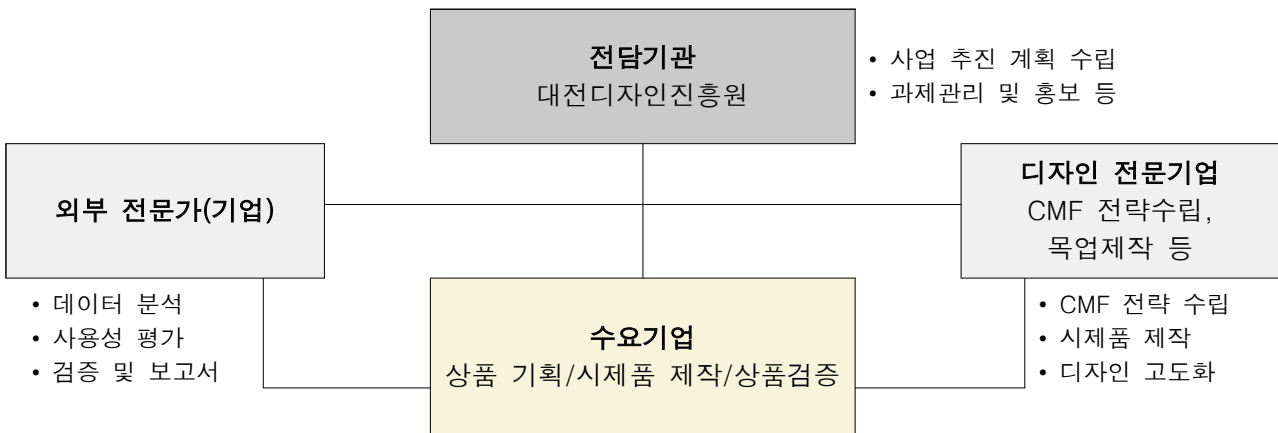 전담기관
대전디자인진흥원
• 사업 추진 계획 수립
• 과제관리 및 홍보 등
외부 전문가(기업)
디자인 전문기업
CMF 전략수립,
목업제작 등
• 데이터 분석
• 사용성 평가
• 검증 및 보고서
수요기업
상품 기획/시제품 제작/상품검증
• CMF 전략 수립
• 시제품 제작
• 디자인 고도화